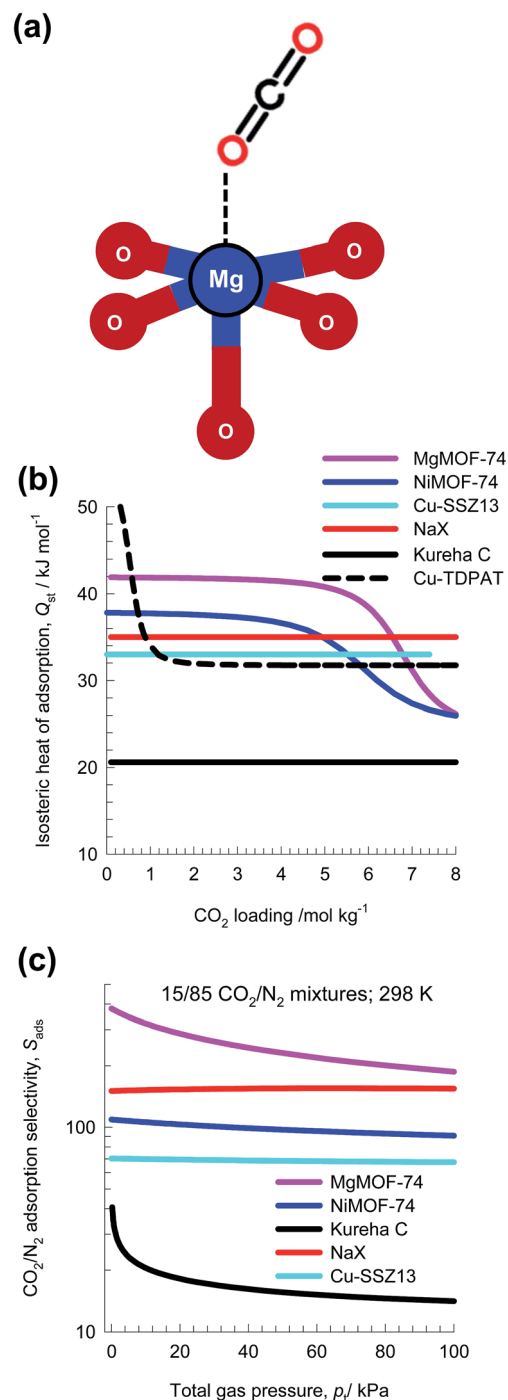 (a)
O
C
O
O
Mg
O
O
O
O
(b)
MgMOF-74
NiMOF-74
Cu-SSZ13
NaX
Kureha C
Cu-TDPAT
50
40
30
20
10
Isosteric heat of adsorption, Qst / kJ mol-1
0 1 2 3 4 5 6 7 8
CO2 loading /mol kg-1
(c)
15/85 CO2/N2 mixtures; 298 K
100
10
CO2/N2 adsorption selectivity, Sads
MgMOF-74
NiMOF-74
Kureha C
NaX
Cu-SSZ13
0 20 40 60 80 100
Total gas pressure, pt/ kPa